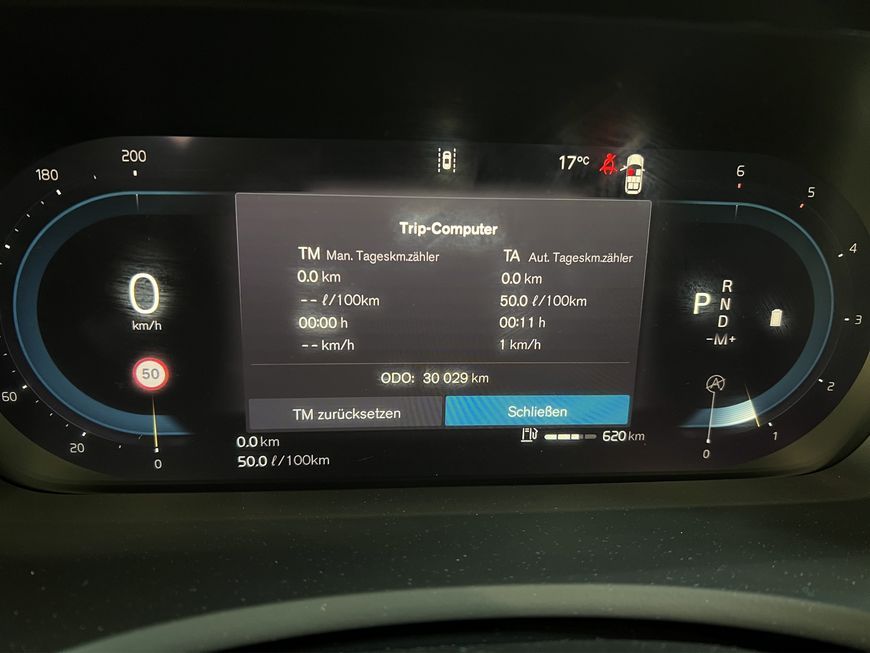 200
180
17°C
6
5
4
3
2
1
0
60
20
0
Trip-Computer
TM Man. Tageskm.zähler
0.0 km
-- ℓ/100km
00:00 h
-- km/h
TA Aut. Tageskm.zähler
0.0 km
50.0 ℓ/100km
00:11 h
1 km/h
ODO: 30 029 km
TM zurücksetzen
Schließen
0
km/h
50
P
R
N
D
-M+
A
0.0 km
50.0 ℓ/100km
620 km